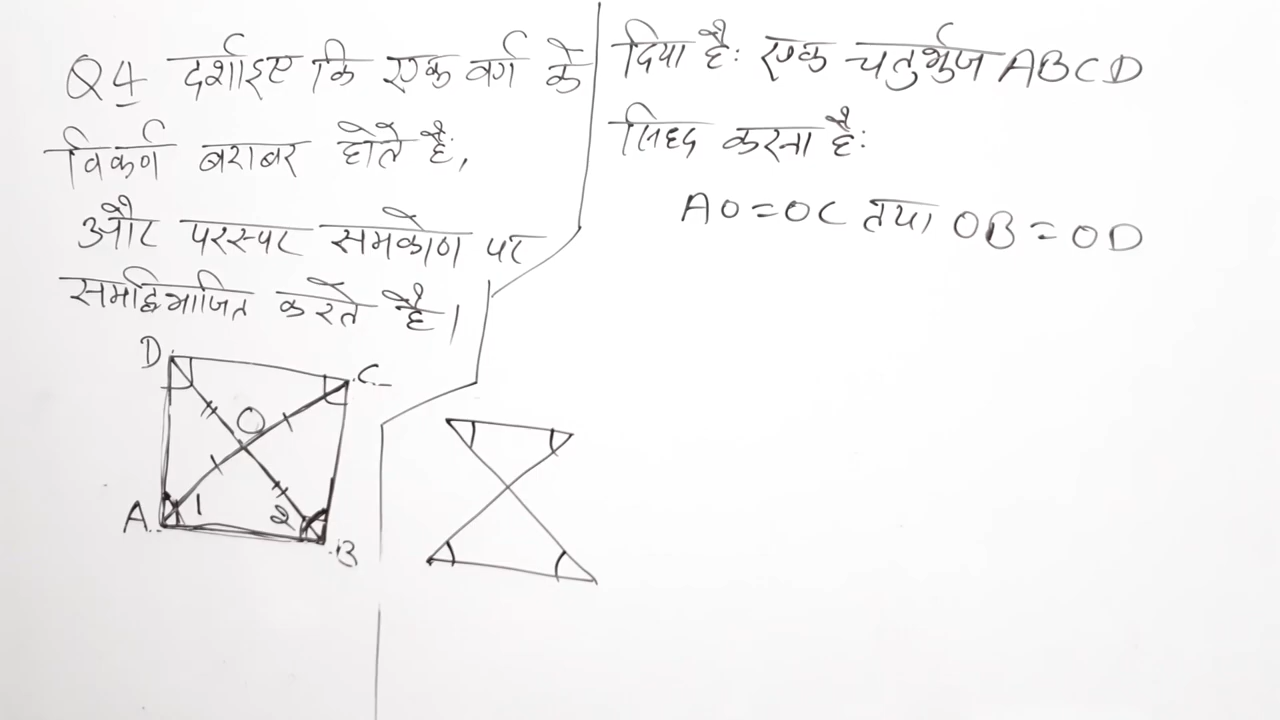 Q4 दर्शाइए कि एक वर्ग के
विकर्ण बराबर होते हैं,
और परस्पर समकोण पर
समद्विभाजित करते हैं।
दिया है: एक चतुर्भुज ABCD
सिद्ध करना है:
AO=OC तथा OB=OD
D
C
O
A
1
2
B